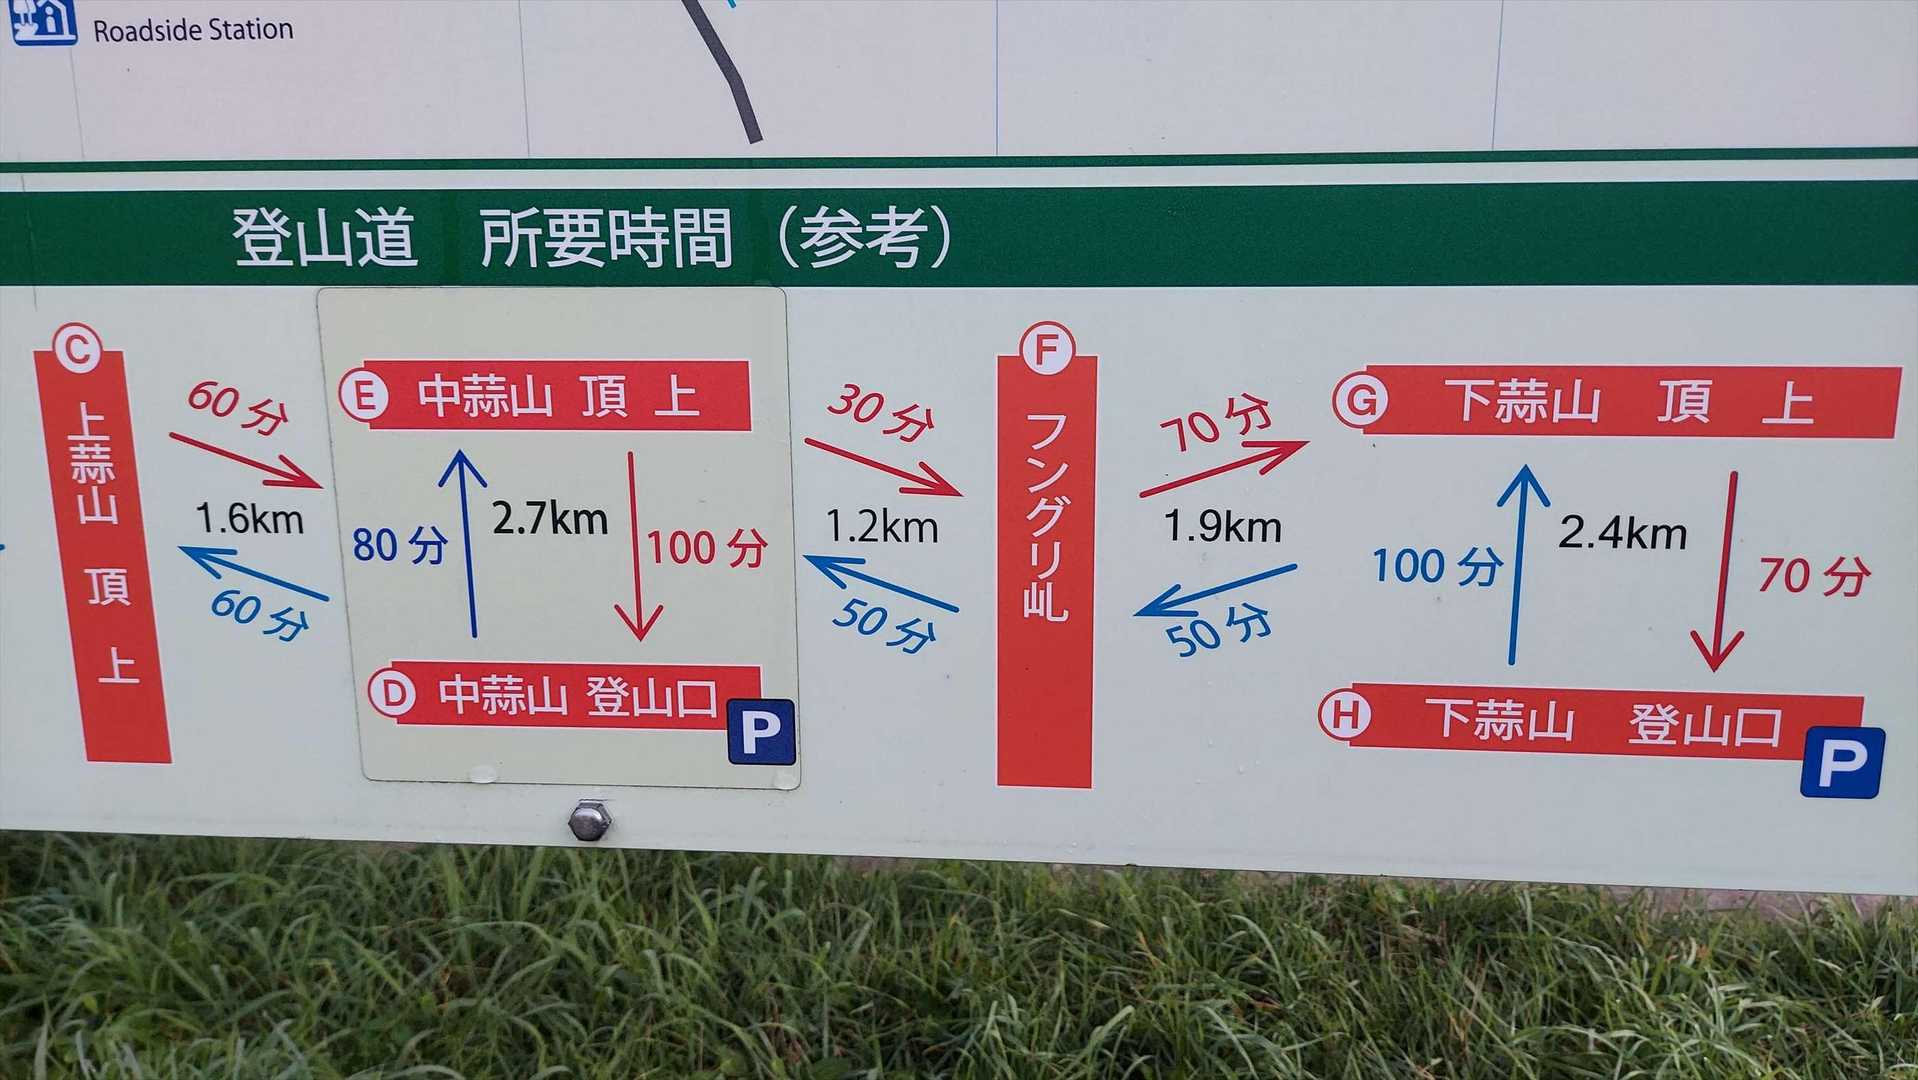 Roadside Station
登山道 所要時間（参考）
C
上蒜山 頂上
60分
1.6km
60分
E 中蒜山 頂上
80分
2.7km
100分
D 中蒜山 登山口 P
30分
1.2km
50分
F
フングリ乢
70分
1.9km
50分
G 下蒜山 頂上
100分
2.4km
70分
H 下蒜山 登山口 P